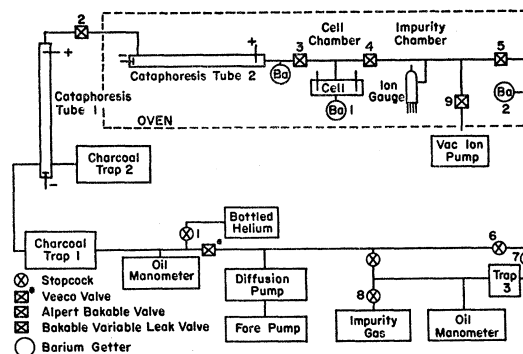 2
+
Cataphoresis
Tube 1
-
Charcoal
Trap 2
+
-
Cataphoresis Tube 2
OVEN
Ba
3
Cell
Chamber
4
Cell
Ba 1
Impurity
Chamber
Ion
Gauge
5
9
Vac Ion
Pump
Ba
2
Charcoal
Trap 1
Oil
Manometer
1
Bottled
Helium
Diffusion
Pump
Fore Pump
8
Impurity
Gas
Oil
Manometer
6
7
Trap
3
Stopcock
Veeco Valve
Alpert Bakable Valve
Bakable Variable Leak Valve
Barium Getter